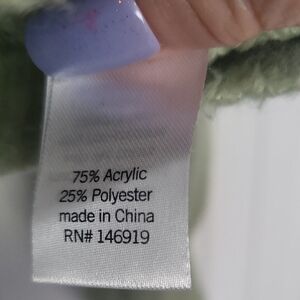 75% Acrylic
25% Polyester
made in China
RN# 146919